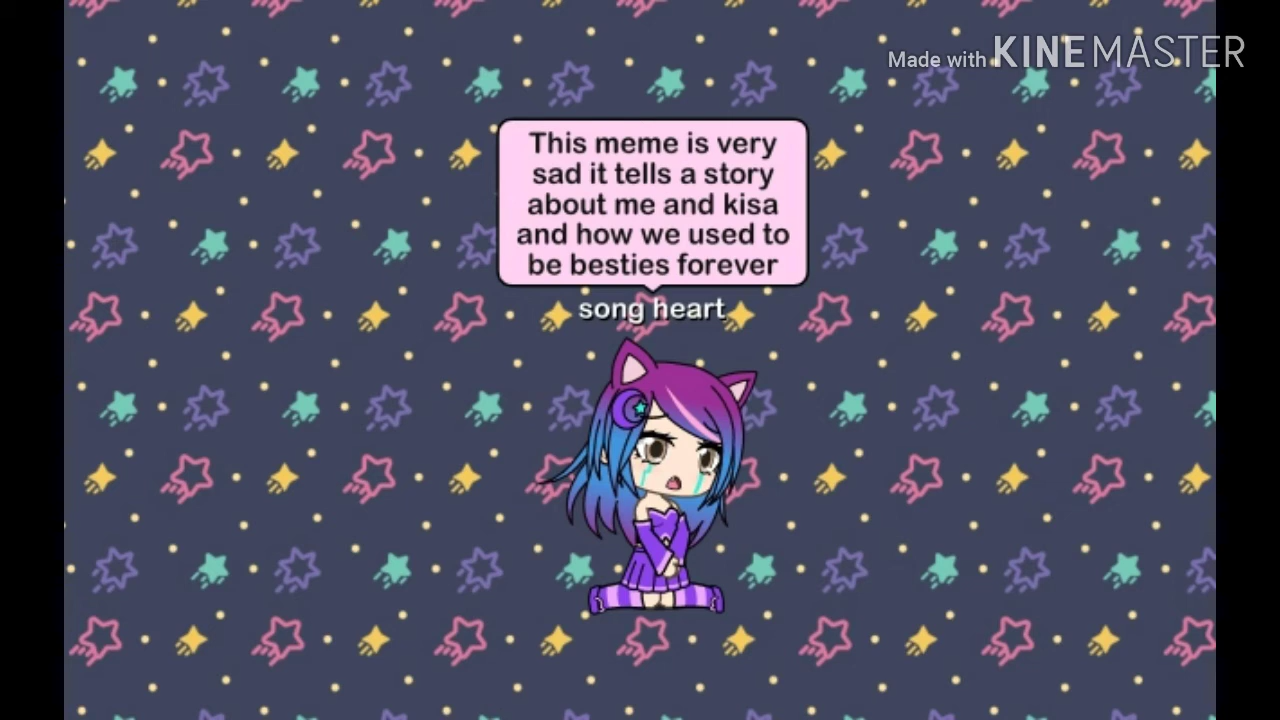 Made with KINEMASTER
This meme is very
sad it tells a story
about me and kisa
and how we used to
be besties forever
song heart